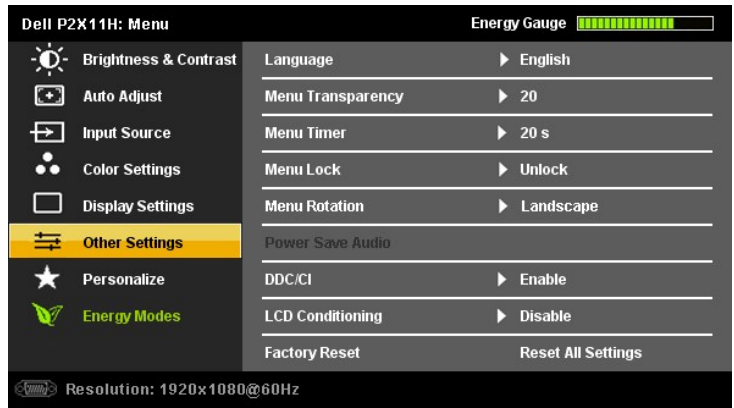 Dell P2X11H: Menu Energy Gauge
Brightness & Contrast Language English
Auto Adjust Menu Transparency 20
Input Source Menu Timer 20 s
Color Settings Menu Lock Unlock
Display Settings Menu Rotation Landscape
Other Settings Power Save Audio
Personalize DDC/CI Enable
Energy Modes LCD Conditioning Disable
Factory Reset Reset All Settings
Resolution: 1920x1080@60Hz